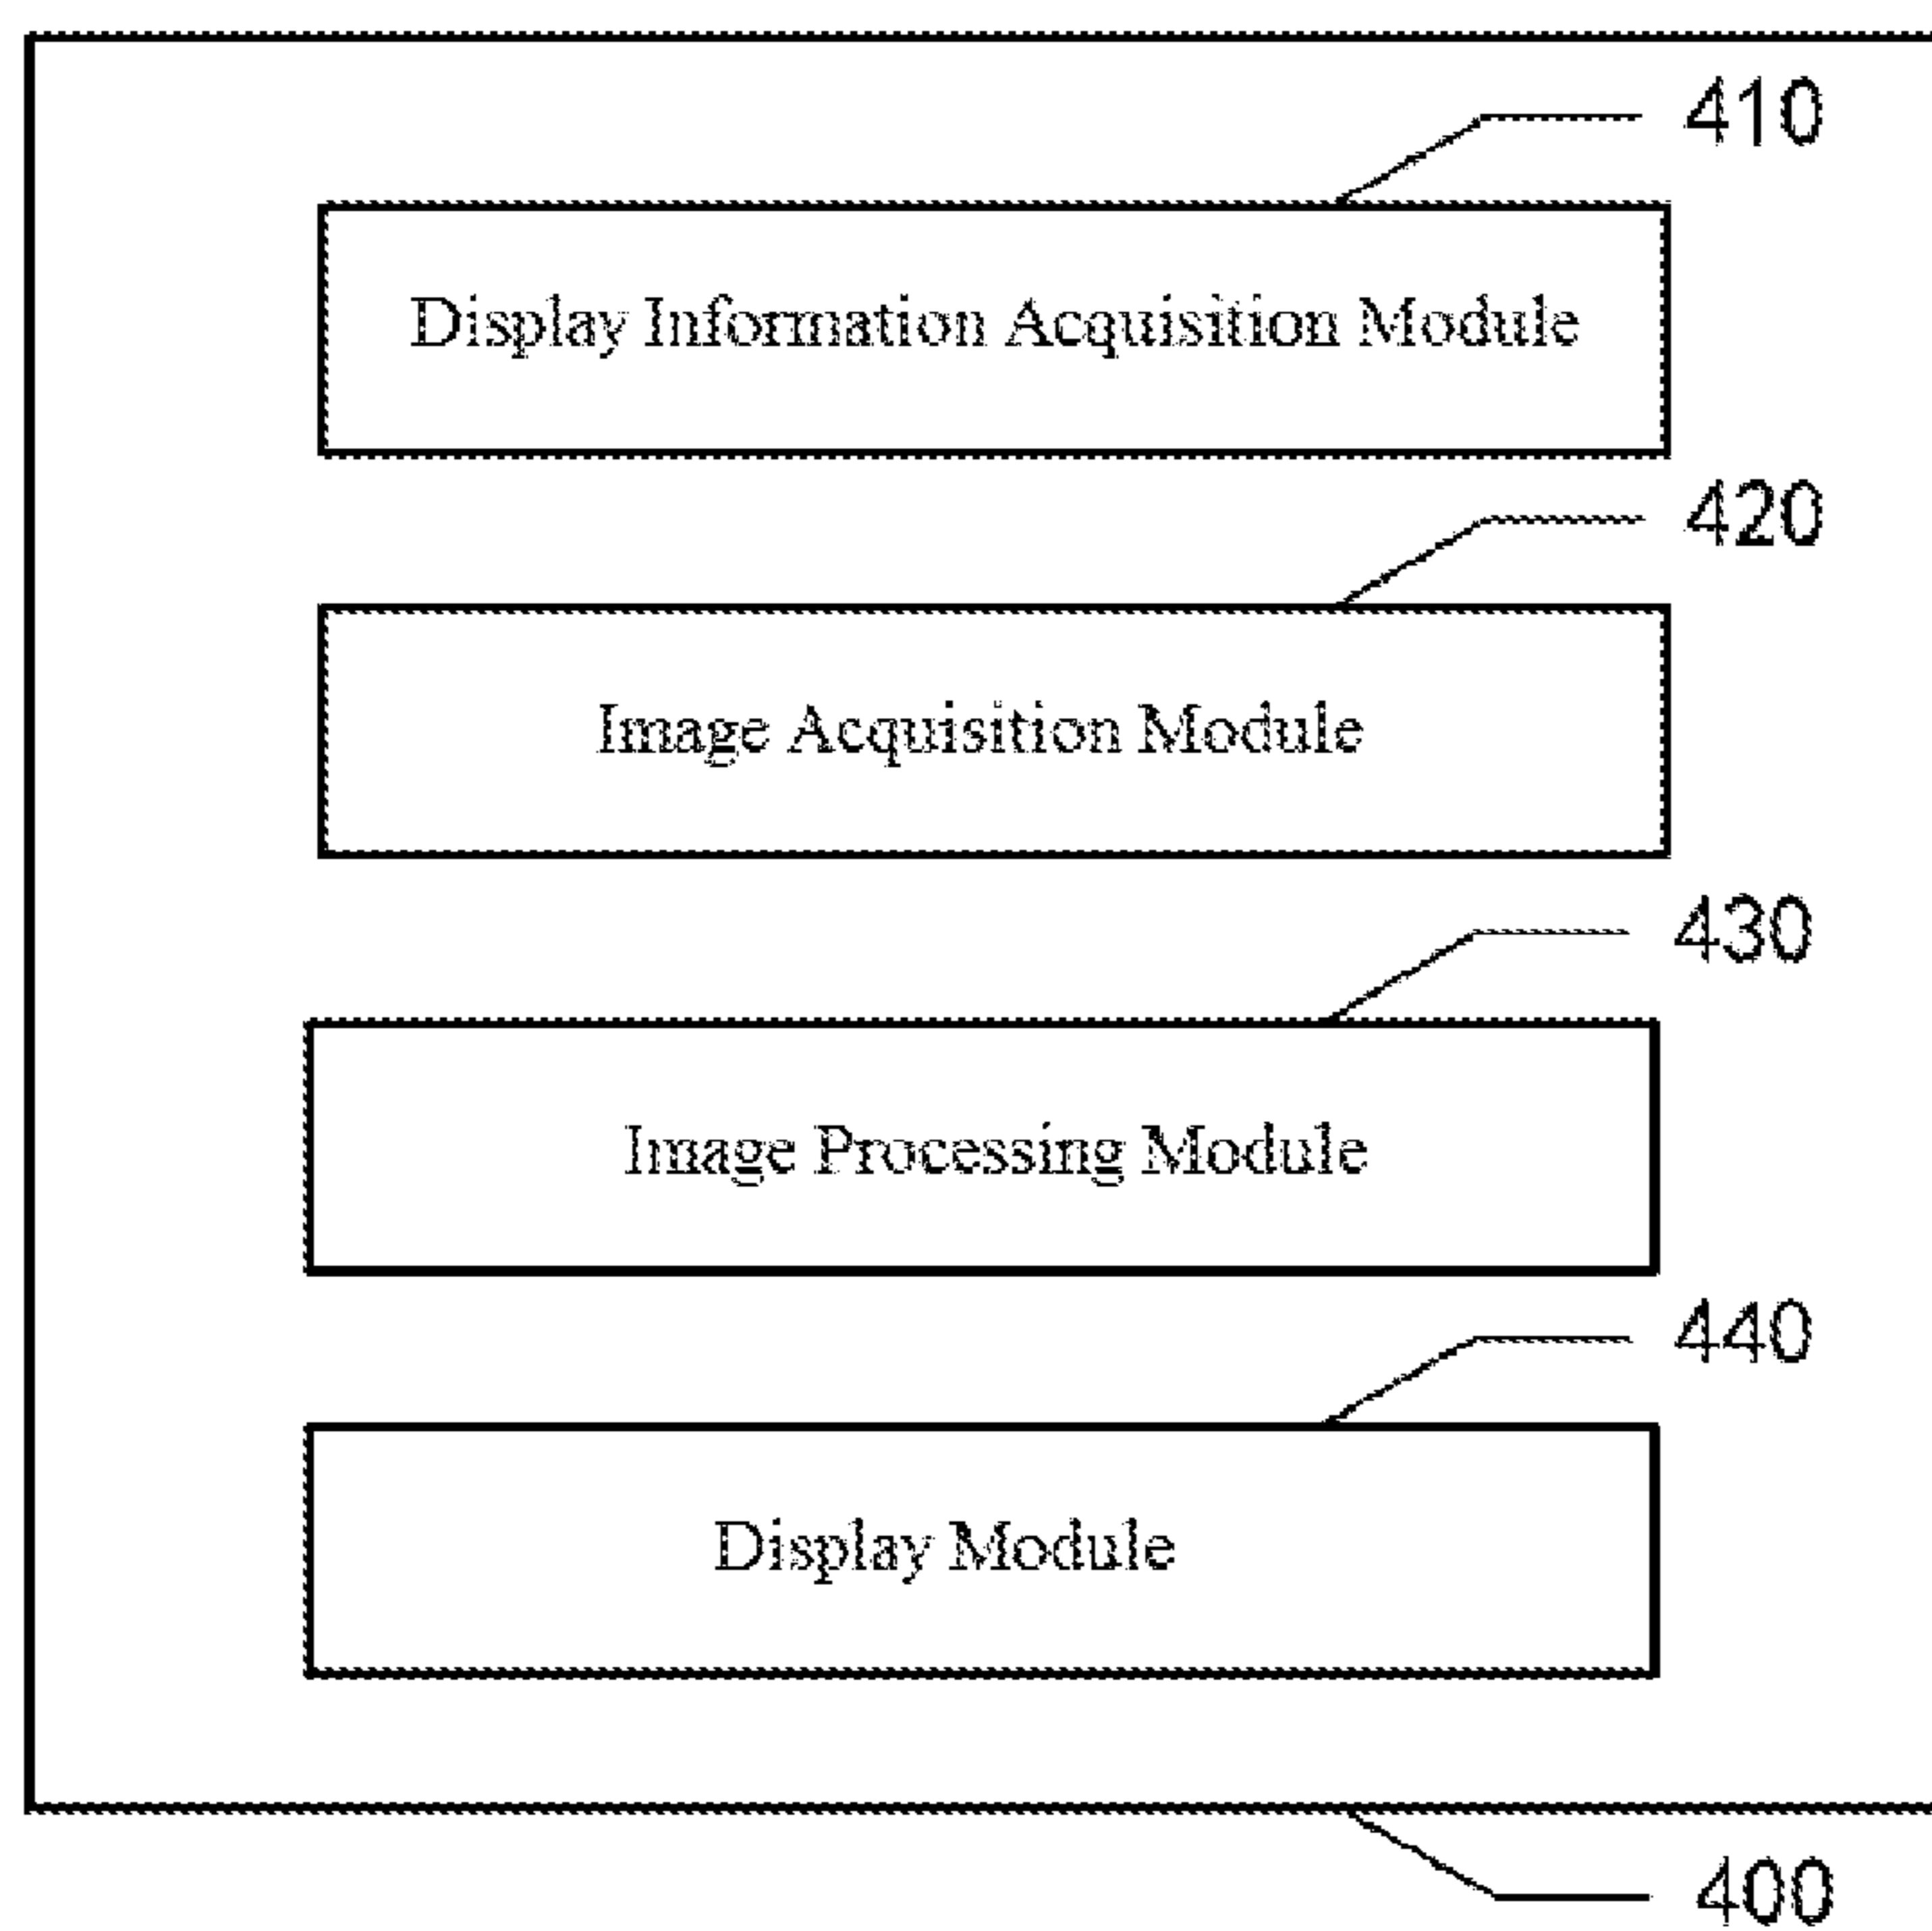 410
Display Information Acquisition Module
420
Image Acquisition Module
430
Image Processing Module
440
Display Module
400